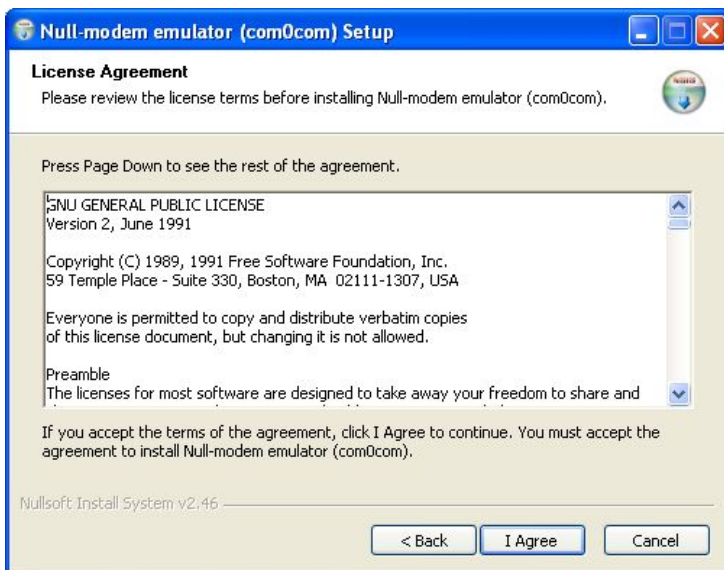 Null-modem emulator (com0com) Setup
License Agreement
Please review the license terms before installing Null-modem emulator (com0com).
Press Page Down to see the rest of the agreement.
GNU GENERAL PUBLIC LICENSE
Version 2, June 1991
Copyright (C) 1989, 1991 Free Software Foundation, Inc.
59 Temple Place - Suite 330, Boston, MA 02111-1307, USA
Everyone is permitted to copy and distribute verbatim copies
of this license document, but changing it is not allowed.
Preamble
The licenses for most software are designed to take away your freedom to share and
If you accept the terms of the agreement, click I Agree to continue. You must accept the
agreement to install Null-modem emulator (com0com).
Nullsoft Install System v2.46
< Back
I Agree
Cancel